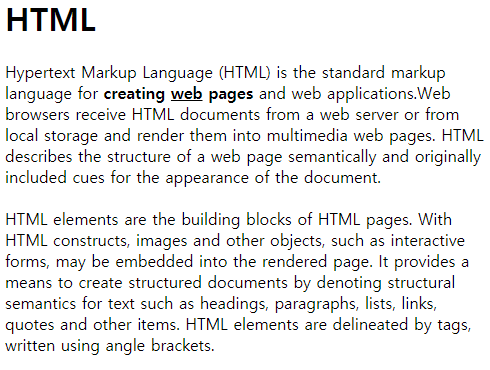 HTML
Hypertext Markup Language (HTML) is the standard markup
language for creating web pages and web applications.Web
browsers receive HTML documents from a web server or from
local storage and render them into multimedia web pages. HTML
describes the structure of a web page semantically and originally
included cues for the appearance of the document.
HTML elements are the building blocks of HTML pages. With
HTML constructs, images and other objects, such as interactive
forms, may be embedded into the rendered page. It provides a
means to create structured documents by denoting structural
semantics for text such as headings, paragraphs, lists, links,
quotes and other items. HTML elements are delineated by tags,
written using angle brackets.